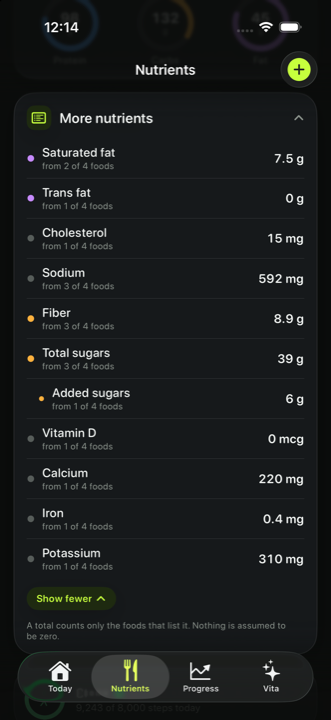 12:14
132
Nutrients
More nutrients
Saturated fat
from 2 of 4 foods
7.5 g
Trans fat
from 1 of 4 foods
0 g
Cholesterol
from 1 of 4 foods
15 mg
Sodium
from 3 of 4 foods
592 mg
Fiber
from 3 of 4 foods
8.9 g
Total sugars
from 3 of 4 foods
39 g
Added sugars
from 1 of 4 foods
6 g
Vitamin D
from 1 of 4 foods
0 mcg
Calcium
from 1 of 4 foods
220 mg
Iron
from 1 of 4 foods
0.4 mg
Potassium
from 1 of 4 foods
310 mg
Show fewer
A total counts only the foods that list it. Nothing is assumed to
be zero.
Today
Nutrients
Progress
Vita
9,243 of 8,000 steps today